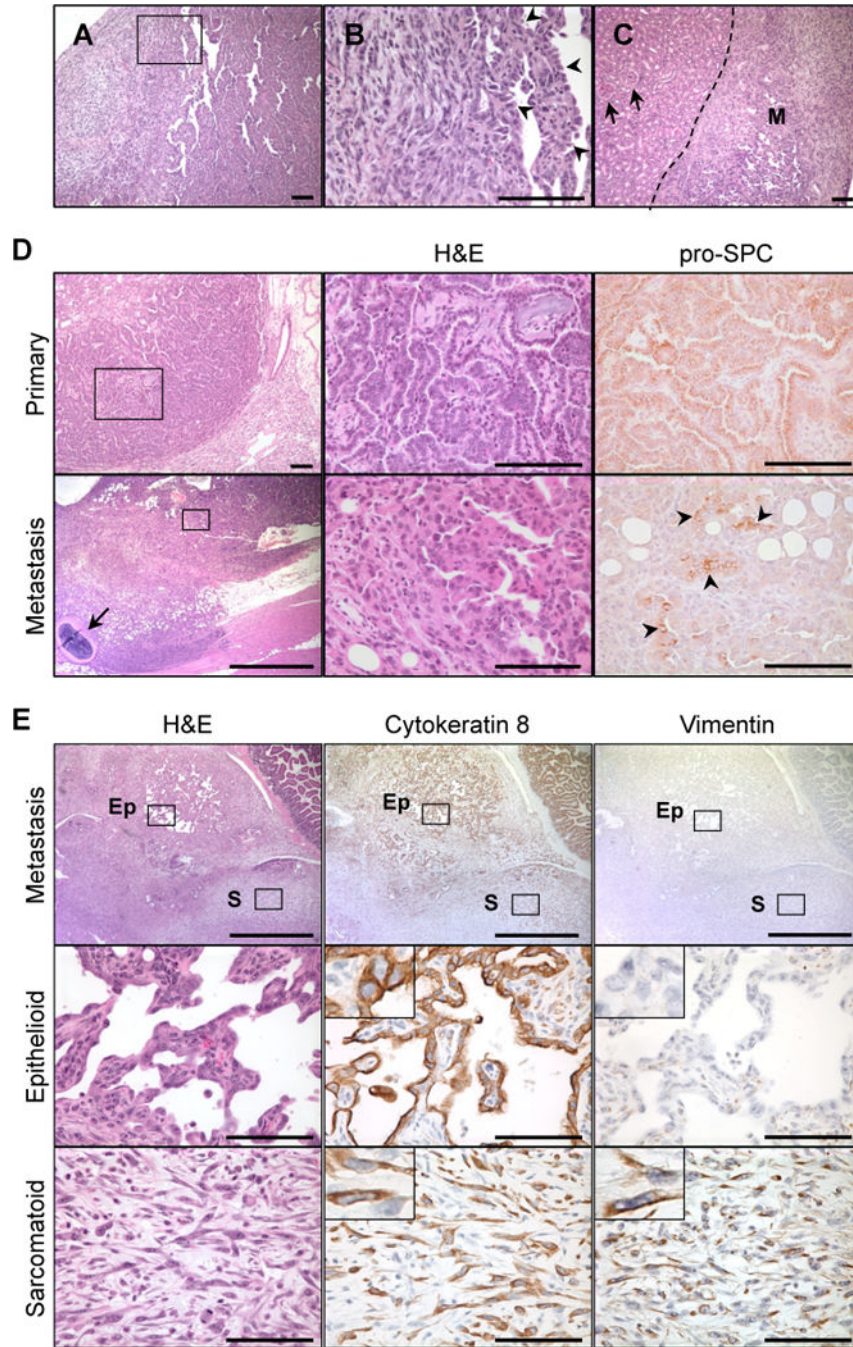 A B C
M
D
H&E pro-SPC
Primary
Metastasis
E
H&E Cytokeratin 8 Vimentin
Metastasis
Ep Ep Ep
S S S
Epithelioid
Sarcomatoid